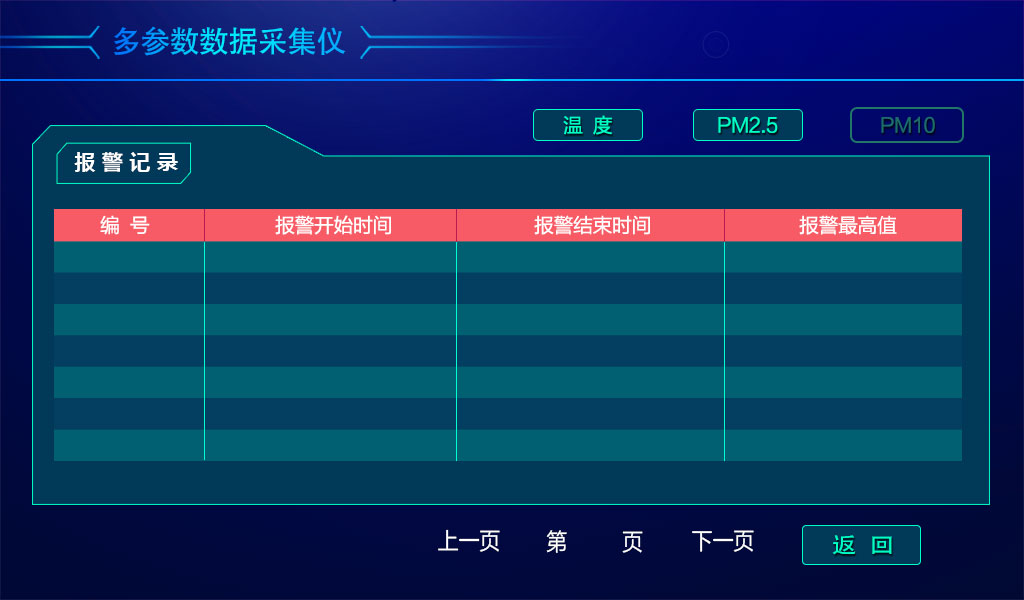 多参数数据采集仪
温 度 PM2.5 PM10
报警记录
编 号 报警开始时间 报警结束时间 报警最高值
上一页 第 页 下一页 返 回